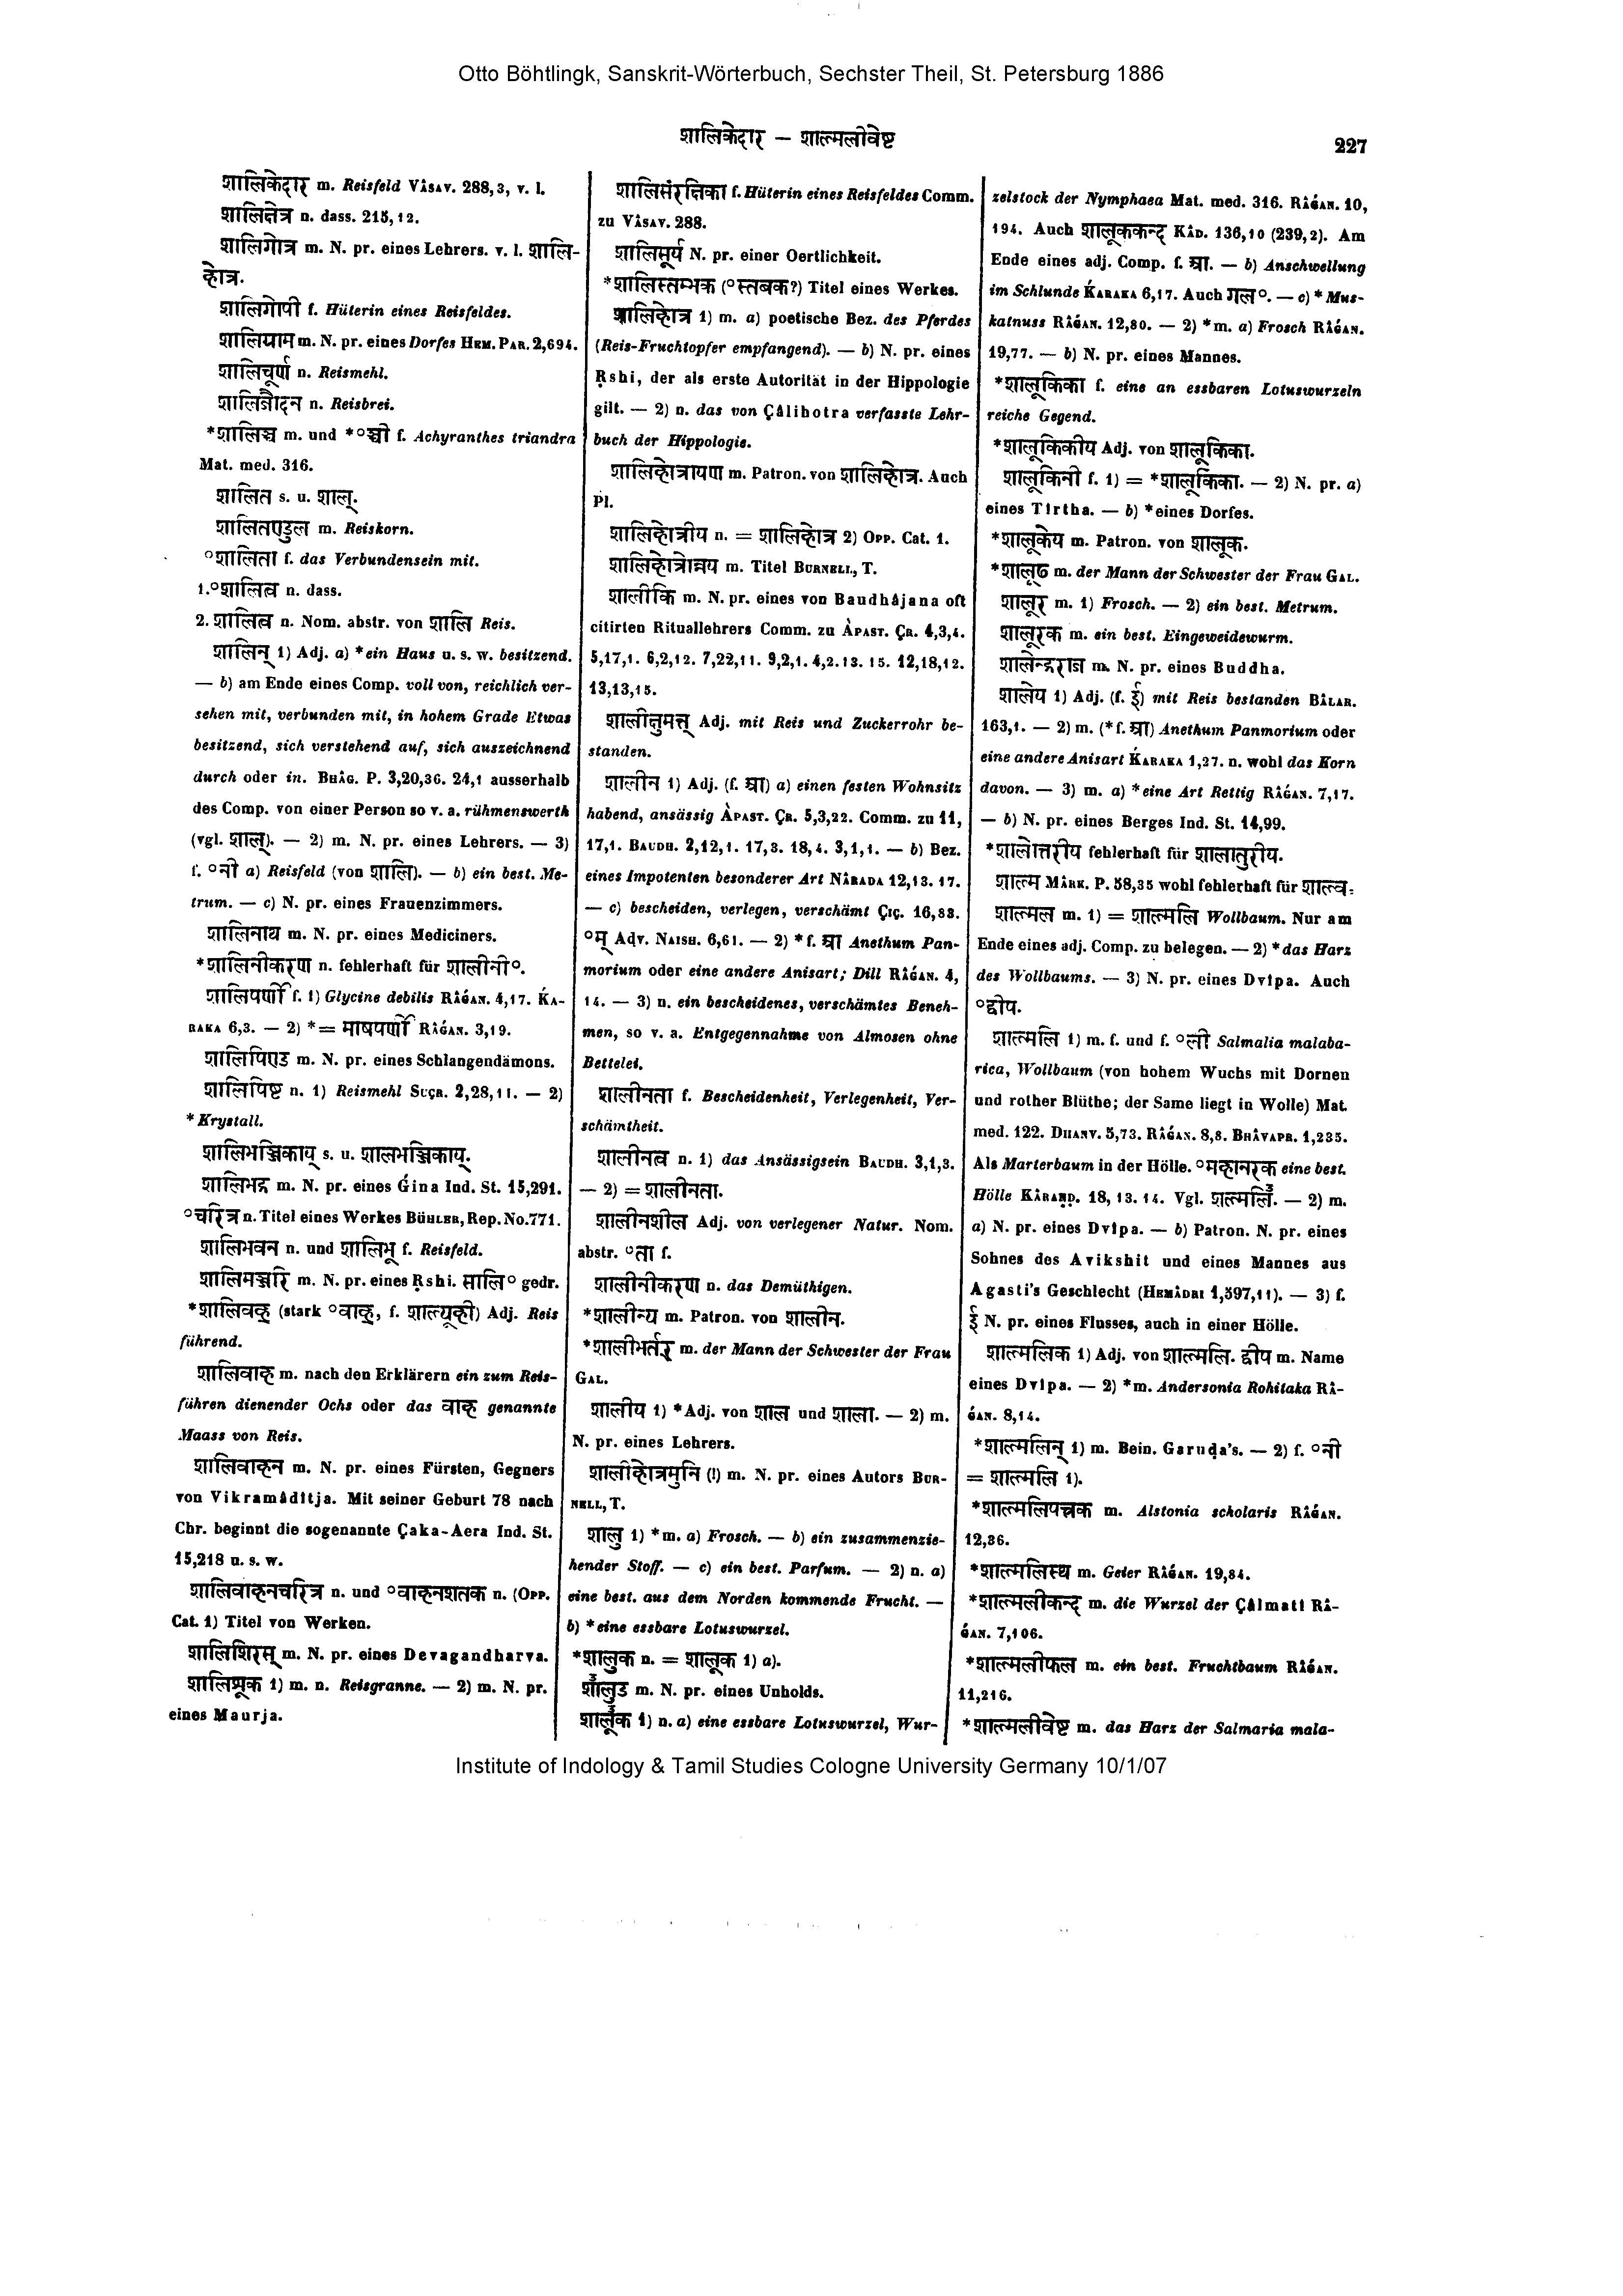 Otto Böhtlingk, Sanskrit-Wörterbuch, Sechster Theil, St. Petersburg 1886
शालिकेदार — शाल्मलीवेष्ट
227
शालिकेदार m. Reisfeld Vâsav. 288,3, v. l.
शालिक्षेत्र n. dass. 215,12.
शालिगोत्र m. N. pr. eines Lehrers. v. l. शालि-
होत्र.
शालिगोपी f. Hüterin eines Reisfeldes.
शालिग्राम m. N. pr. eines Dorfes Hem. Par. 2,694.
शालिचूर्ण n. Reismehl.
शालिजौदन n. Reisbrei.
*शालिञ्च m. und *°ञ्ची f. Achyranthes triandra
Mat. med. 316.
शालित s. u. शाल्.
शालितण्डुल m. Reiskorn.
°शालिता f. das Verbundensein mit.
1.°शालित्व n. dass.
2. शालित्व n. Nom. abstr. von शालि Reis.
शालिन् 1) Adj. a) *ein Haus u. s. w. besitzend.
— b) am Ende eines Comp. voll von, reichlich ver-
sehen mit, verbunden mit, in hohem Grade Etwas
besitzend, sich verstehend auf, sich auszeichnend
durch oder in. Bhâg. P. 3,20,36. 24,1 ausserhalb
des Comp. von einer Person so v. a. rühmenswerth
(vgl. शाल्). — 2) m. N. pr. eines Lehrers. — 3)
f. °नी a) Reisfeld (von शालि). — b) ein best. Me-
trum. — c) N. pr. eines Frauenzimmers.
शालिनाथ m. N. pr. eines Mediciners.
*शालिनीकरण n. fehlerhaft für शालीनी°.
शालिपर्णी f. 1) Glycine debilis Râǵan. 4,17. Ḱa-
raka 6,3. — 2) *= माषपर्णी Râǵan. 3,19.
शालिपिण्ड m. N. pr. eines Schlangendämons.
शालिपिष्ट n. 1) Reismehl Suçr. 2,28,11. — 2)
*Krystall.
शालिभञ्जिकाय् s. u. शालभञ्जिकाय्.
शालिभद्र m. N. pr. eines Ǵina Ind. St. 15,291.
°चरित्र n. Titel eines Werkes Bühler, Rep. No.771.
शालिभवन n. und शालिभू f. Reisfeld.
शालिमञ्जरि m. N. pr. eines Ṛshi. सालि° gedr.
*शालिवह् (stark °वाह्, f. शाल्यूही) Adj. Reis
führend.
शालिवाह m. nach den Erklärern ein zum Reis-
führen dienender Ochs oder das वाह genannte
Maass von Reis.
शालिवाहन m. N. pr. eines Fürsten, Gegners
von Vikramâditja. Mit seiner Geburt 78 nach
Chr. beginnt die sogenannte Çaka-Aera Ind. St.
15,218 u. s. w.
शालिवाहनचरित्र n. und °वाहनशतक n. (Opp.
Cat. 1) Titel von Werken.
शालिशिरस् m. N. pr. eines Devagandharva.
शालिशूक 1) m. n. Reisgranne. — 2) m. N. pr.
eines Maurja.
शालिसंरक्षिका f. Hüterin eines Reisfeldes Comm.
zu Vâsav. 288.
शालिसूर्य N. pr. einer Oertlichkeit.
*शालिस्तम्भक (°स्तबक?) Titel eines Werkes.
शालिहोत्र 1) m. a) poetische Bez. des Pferdes
(Reis-Fruchtopfer empfangend). — b) N. pr. eines
Ṛshi, der als erste Autorität in der Hippologie
gilt. — 2) n. das von Çâlihotra verfasste Lehr-
buch der Hippologie.
शालिहोत्रायण m. Patron. von शालिहोत्र. Auch
Pl.
शालिहोत्रीय n. = शालिहोत्र 2) Opp. Cat. 1.
शालिहोत्रोन्नय m. Titel Burnell, T.
शालीकि m. N. pr. eines von Baudhâjana oft
citirten Rituallehrers Comm. zu Âpast. Çr. 4,3,4.
5,17,1. 6,2,12. 7,22,11. 9,2,1. 4,2. 13. 15. 12,18,12.
13,13,15.
शालीक्षुमत्त् Adj. mit Reis und Zuckerrohr be-
standen.
शालीन 1) Adj. (f. आ) a) einen festen Wohnsitz
habend, ansässig Âpast. Çr. 5,3,22. Comm. zu 11,
17,1. Baudh. 2,12,1. 17,3. 18,4. 3,1,1. — b) Bez.
eines Impotenten besonderer Art Nârada 12,13. 17.
— c) bescheiden, verlegen, verschämt Çiç. 16,83.
°म् Adv. Naish. 6,61. — 2) *f. आ Anethum Pan-
morium oder eine andere Anisart; Dill Râǵan. 4,
14. — 3) n. ein bescheidenes, verschämtes Beneh-
men, so v. a. Entgegennahme von Almosen ohne
Bettelei.
शालीनता f. Bescheidenheit, Verlegenheit, Ver-
schämtheit.
शालीनत्व n. 1) das Ansässigsein Baudh. 3,1,3.
— 2) = शालीनता.
शालीनशील Adj. von verlegener Natur. Nom.
abstr. °ता f.
शालीनीकरण n. das Demüthigen.
*शालीन्य m. Patron. von शालीन.
*शालीभर्तर् m. der Mann der Schwester der Frau
Gal.
शालीय 1) *Adj. von शाल und शाला. — 2) m.
N. pr. eines Lehrers.
शालीहोत्रमुनि (!) m. N. pr. eines Autors Bur-
nell, T.
शालु 1) *m. a) Frosch. — b) ein zusammenzie-
hender Stoff. — c) ein best. Parfum. — 2) n. a)
eine best. aus dem Norden kommende Frucht. —
b) *eine essbare Lotuswurzel.
*शालुक n. = शालूक 1) a).
शालुड m. N. pr. eines Unholds.
शालूक 1) n. a) eine essbare Lotuswurzel, Wur-
zelstock der Nymphaea Mat. med. 316. Râǵan. 10,
194. Auch शालूककन्द Kâd. 136,10 (239,2). Am
Ende eines adj. Comp. f. आ. — b) Anschwellung
im Schlunde Ḱaraka 6,17. Auch गल°. — c) *Mus-
katnuss Râǵan. 12,80. — 2) *m. a) Frosch Râǵan.
19,77. — b) N. pr. eines Mannes.
*शालूकिका f. eine an essbaren Lotuswurzeln
reiche Gegend.
*शालूकिकीय Adj. von शालूकिका.
शालूकिनी f. 1) = *शालूकिका. — 2) N. pr. a)
eines Tîrtha. — b) *eines Dorfes.
*शालूकेय m. Patron. von शालूक.
*शालूढ m. der Mann der Schwester der Frau Gal.
शालूर m. 1) Frosch. — 2) ein best. Metrum.
शालूरक m. ein best. Eingeweidewurm.
शालेन्द्रराज m. N. pr. eines Buddha.
शालेय 1) Adj. (f. ई) mit Reis bestanden Bâlar.
163,1. — 2) m. (*f. आ) Anethum Panmorium oder
eine andere Anisart Ḱaraka 1,27. n. wohl das Korn
davon. — 3) m. a) *eine Art Rettig Râǵan. 7,17.
— b) N. pr. eines Berges Ind. St. 14,99.
*शालोत्तरीय fehlerhaft für शालातुरीय.
शाल्म Mârk. P. 58,35 wohl fehlerhaft für शाल्व.
शाल्मल m. 1) = शाल्मलि Wollbaum. Nur am
Ende eines adj. Comp. zu belegen. — 2) *das Harz
des Wollbaums. — 3) N. pr. eines Dvîpa. Auch
°द्वीप.
शाल्मलि 1) m. f. und f. °ली Salmalia malaba-
rica, Wollbaum (von hohem Wuchs mit Dornen
und rother Blüthe; der Same liegt in Wolle) Mat.
med. 122. Dhanv. 5,73. Râǵan. 8,8. Bhâvapr. 1,235.
Als Marterbaum in der Hölle. °महानरक eine best.
Hölle Kâraṇḍ. 18, 13. 14. Vgl. शल्मलि. — 2) m.
a) N. pr. eines Dvîpa. — b) Patron. N. pr. eines
Sohnes des Avikshit und eines Mannes aus
Agasti's Geschlecht (Hemâdri 1,597,11). — 3) f.
ई N. pr. eines Flusses, auch in einer Hölle.
शाल्मलिक 1) Adj. von शाल्मलि. द्वीप m. Name
eines Dvîpa. — 2) *m. Andersonia Rohitaka Râ-
ǵan. 8,14.
*शाल्मलिन् 1) m. Bein. Garuḍa's. — 2) f. °नी
= शाल्मलि 1).
*शाल्मलिपत्त्रक m. Alstonia scholaris Râǵan.
12,36.
*शाल्मलिस्थ m. Geier Râǵan. 19,84.
*शाल्मलीकन्द m. die Wurzel der Çâlmalî Râ-
ǵan. 7,106.
*शाल्मलीफल m. ein best. Fruchtbaum Râǵan.
11,216.
*शाल्मलीवेष्ट m. das Harz der Salmaria mala-
Institute of Indology & Tamil Studies Cologne University Germany 10/1/07